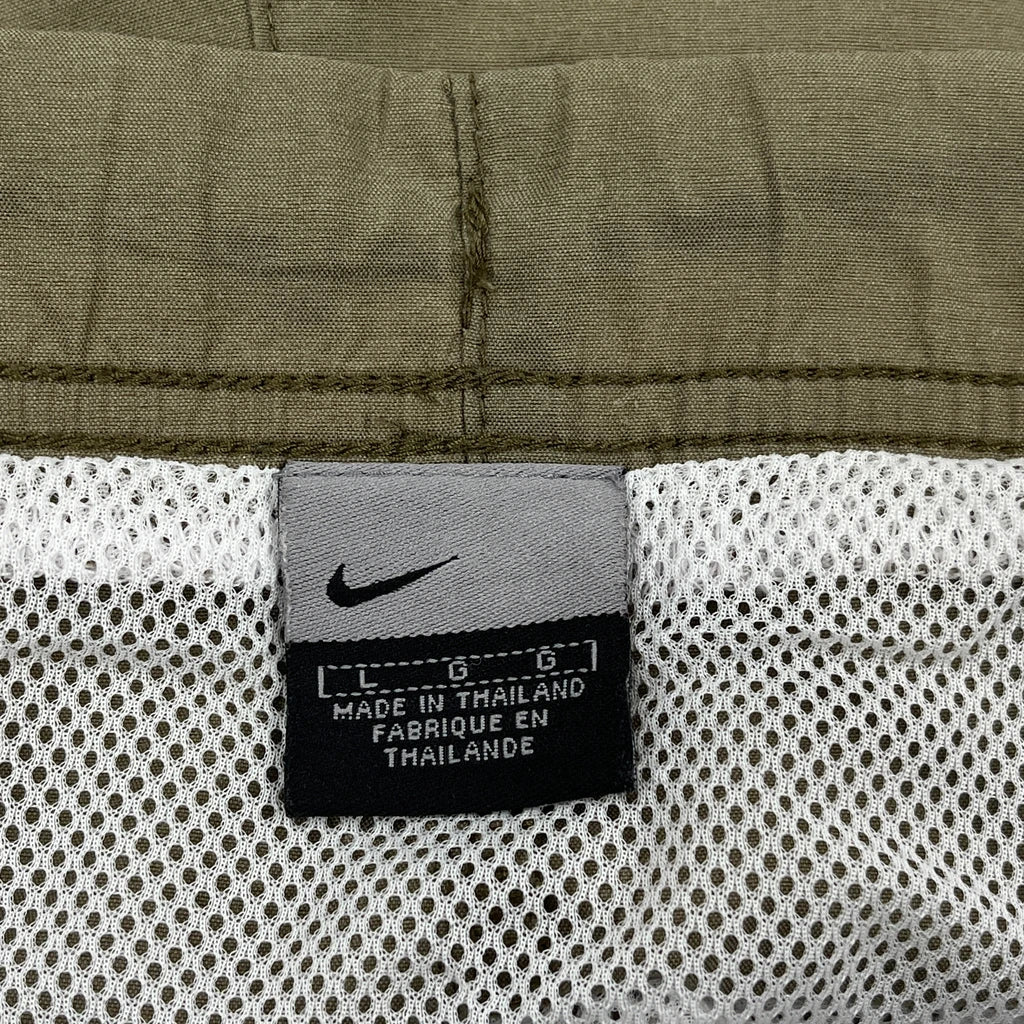 L G G
MADE IN THAILAND
FABRIQUE EN
THAILANDE